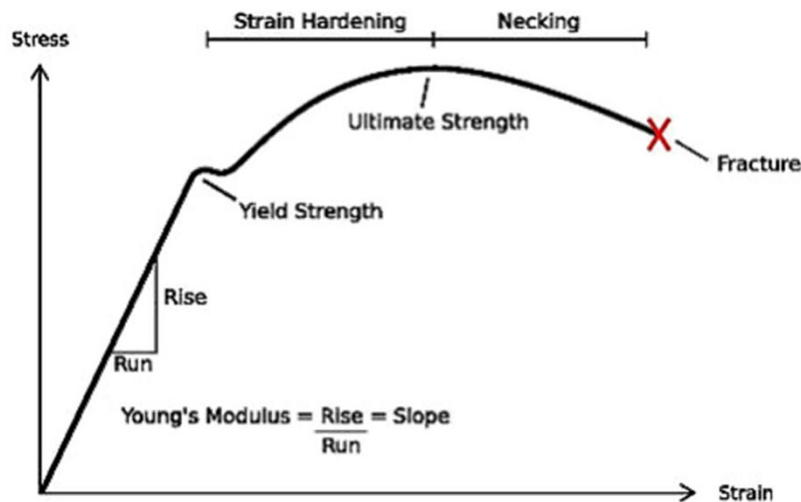 Strain Hardening
Necking
Stress
Ultimate Strength
Fracture
Yield Strength
Rise
Run
Young's Modulus = Rise = Slope
Run
Strain